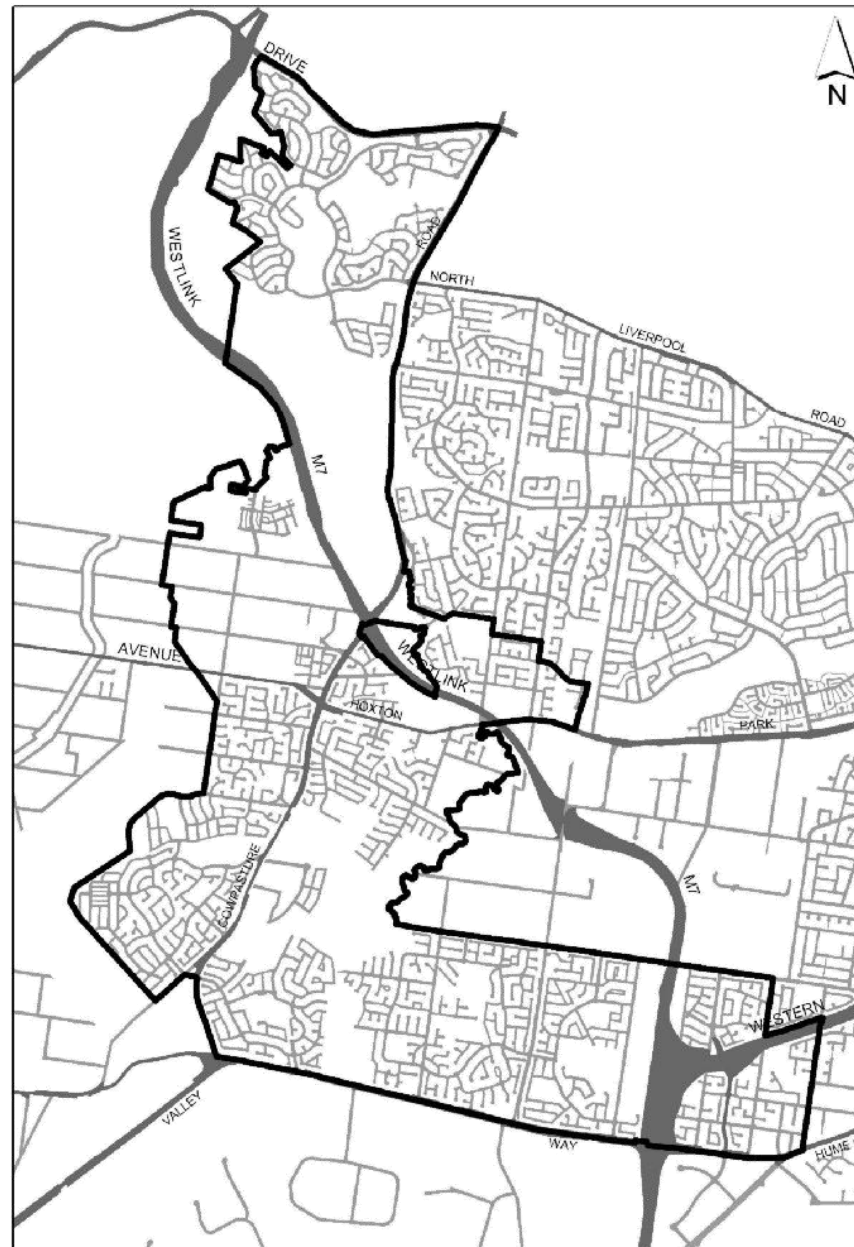 DRIVE
N
ROAD
WESTLINK
NORTH
LIVERPOOL
ROAD
M7
AVENUE
WESTLINK
HOXTON
PARK
COWPASTURE
M7
WESTERN
VALLEY
WAY
HUME